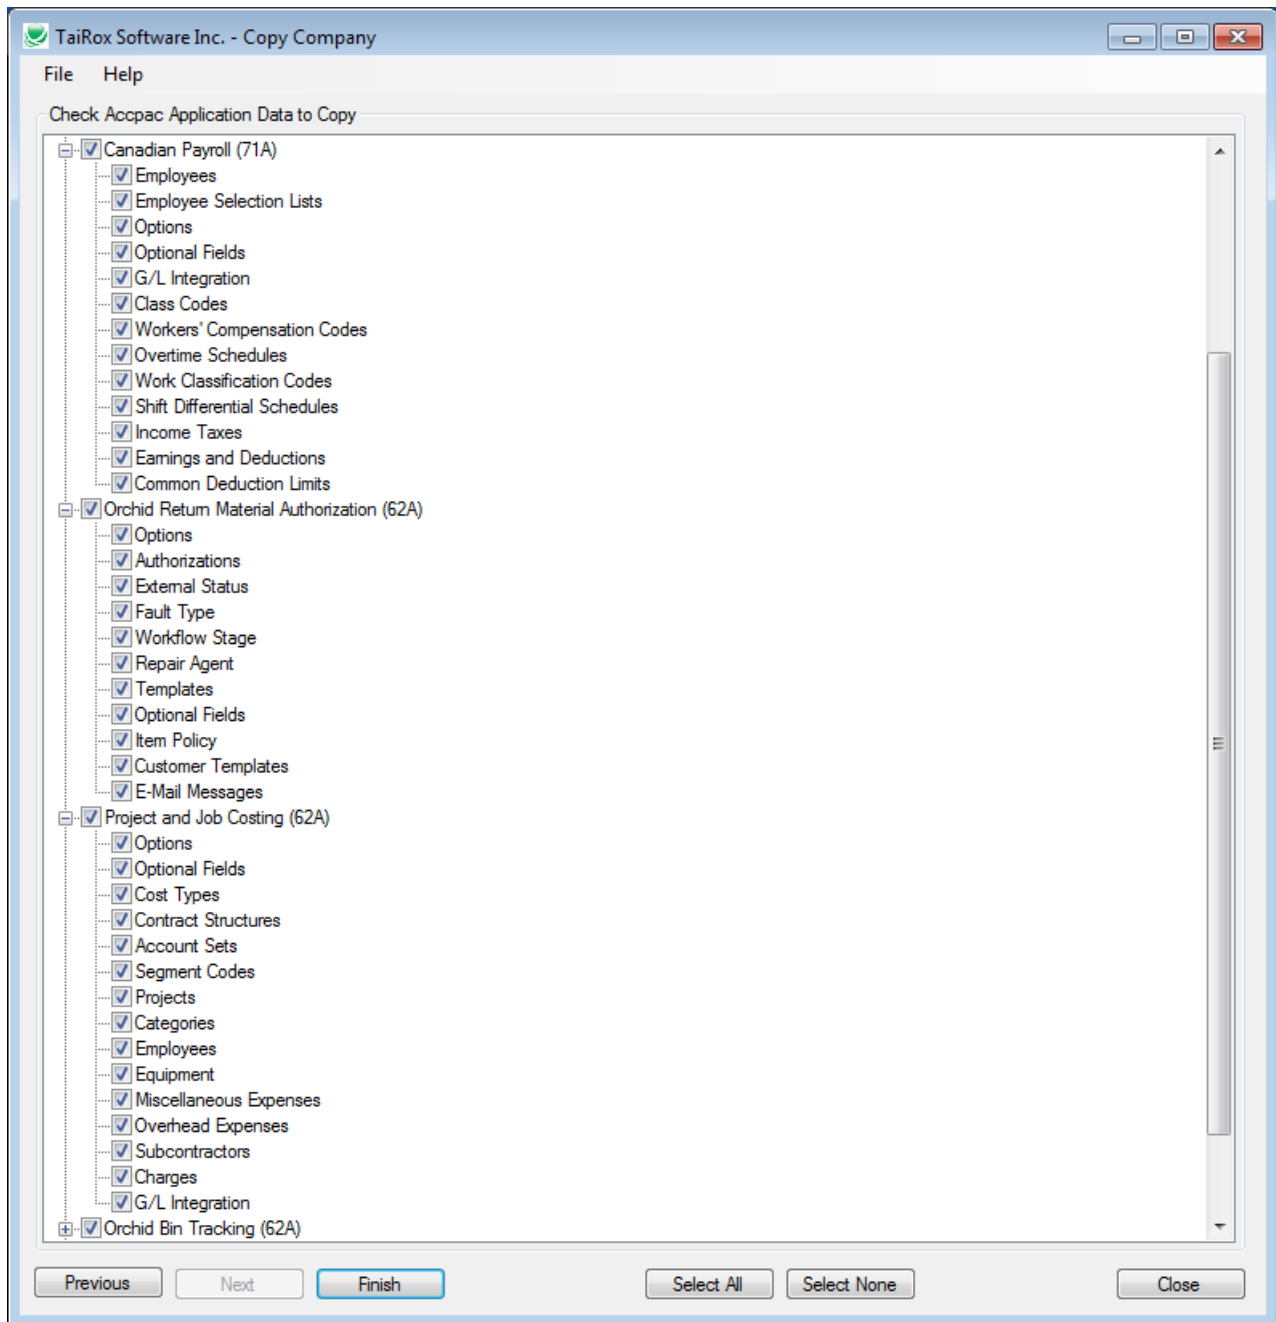 TaiRox Software Inc. - Copy Company
File Help
Check Accpac Application Data to Copy
Canadian Payroll (71A)
Employees
Employee Selection Lists
Options
Optional Fields
G/L Integration
Class Codes
Workers' Compensation Codes
Overtime Schedules
Work Classification Codes
Shift Differential Schedules
Income Taxes
Earnings and Deductions
Common Deduction Limits
Orchid Return Material Authorization (62A)
Options
Authorizations
External Status
Fault Type
Workflow Stage
Repair Agent
Templates
Optional Fields
Item Policy
Customer Templates
E-Mail Messages
Project and Job Costing (62A)
Options
Optional Fields
Cost Types
Contract Structures
Account Sets
Segment Codes
Projects
Categories
Employees
Equipment
Miscellaneous Expenses
Overhead Expenses
Subcontractors
Charges
G/L Integration
Orchid Bin Tracking (62A)
Previous Next Finish Select All Select None Close